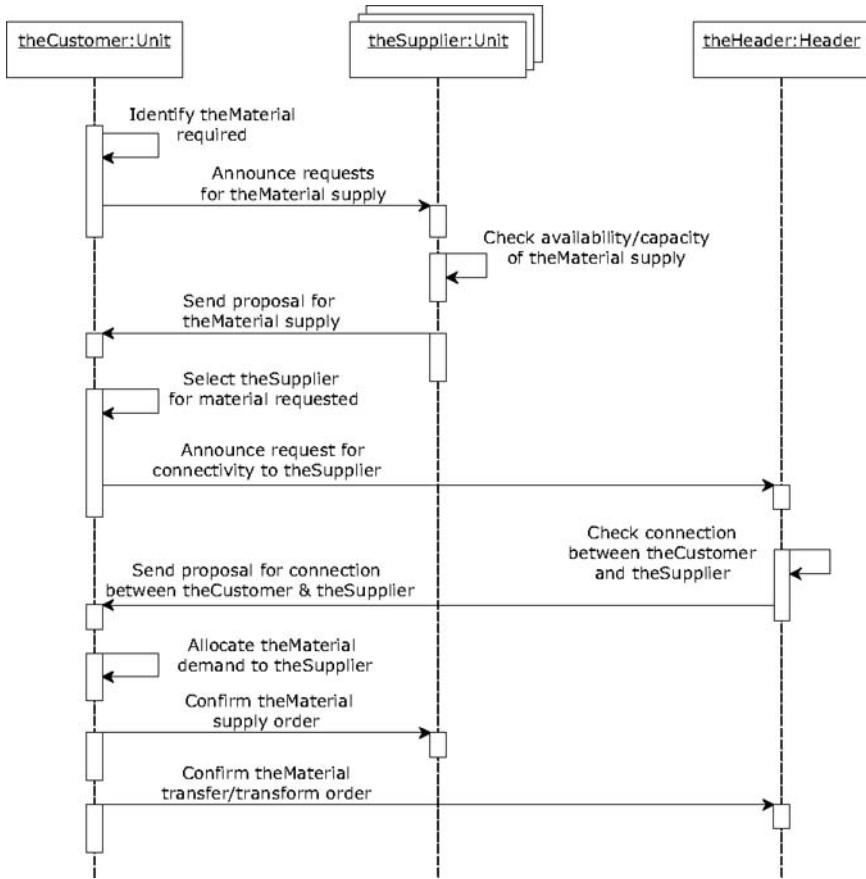 theCustomer:Unit
theSupplier:Unit
theHeader:Header
Identify theMaterial
required
Announce requests
for theMaterial supply
Check availability/capacity
of theMaterial supply
Send proposal for
theMaterial supply
Select theSupplier
for material requested
Announce request for
connectivity to theSupplier
Check connection
between theCustomer
and theSupplier
Send proposal for connection
between theCustomer & theSupplier
Allocate theMaterial
demand to theSupplier
Confirm theMaterial
supply order
Confirm theMaterial
transfer/transform order